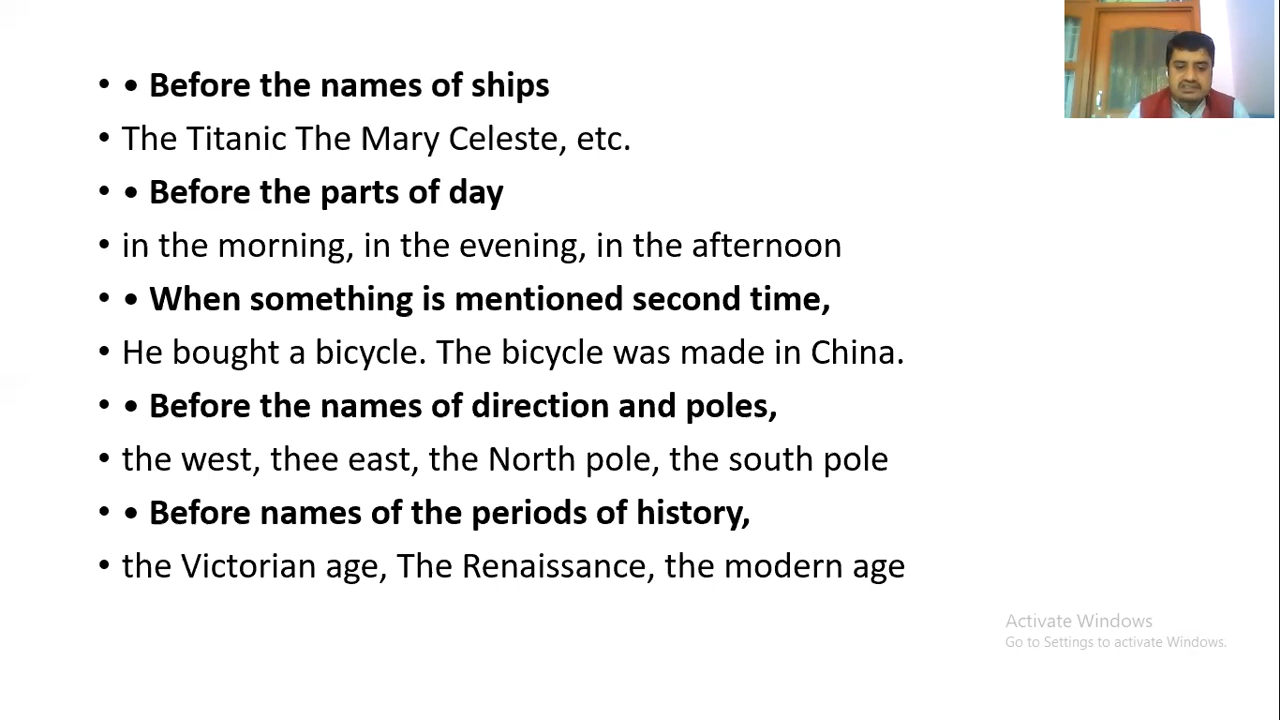 • • Before the names of ships
• The Titanic The Mary Celeste, etc.
• • Before the parts of day
• in the morning, in the evening, in the afternoon
• • When something is mentioned second time,
• He bought a bicycle. The bicycle was made in China.
• • Before the names of direction and poles,
• the west, thee east, the North pole, the south pole
• • Before names of the periods of history,
• the Victorian age, The Renaissance, the modern age
Activate Windows
Go to Settings to activate Windows.